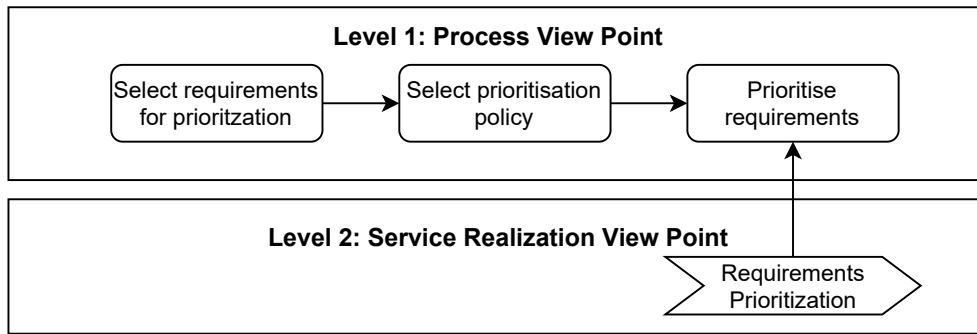 Level 1: Process View Point
Select requirements
for prioritzation
Select prioritisation
policy
Prioritise
requirements
Level 2: Service Realization View Point
Requirements
Prioritization